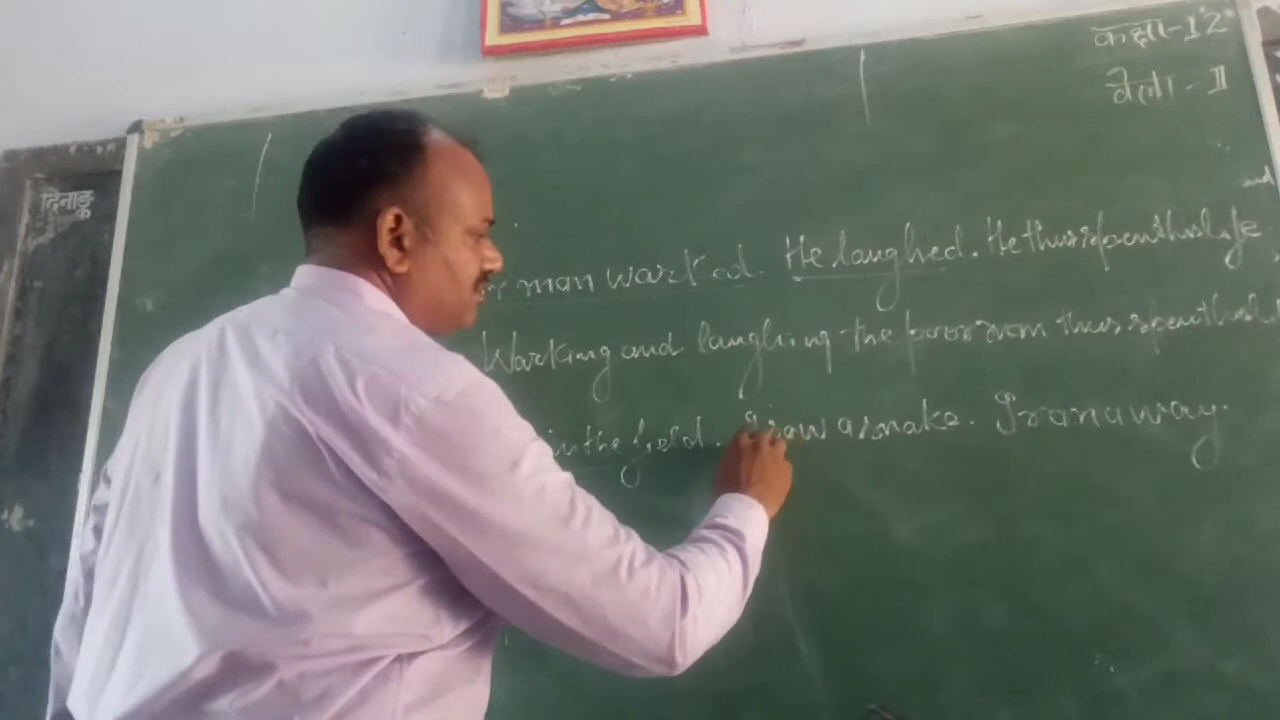 कक्षा-12
वेला - II
दिनाङ्क
and
man worked. He laughed. He thus spent his life
Working and laughing the poor man thus spent his
in the field. I saw a snake. I ran away.